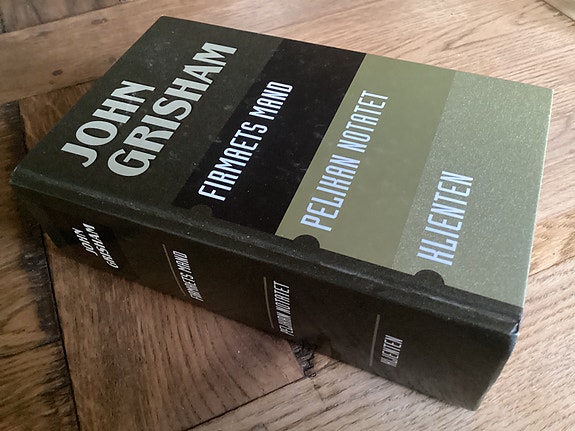 JOHN
GRISHAM
FIRMAETS MAND
PELIKAN NOTATET
KLIENTEN
JOHN
GRISHAM
FIRMAETS MAND
PELIKAN NOTATET
KLIENTEN